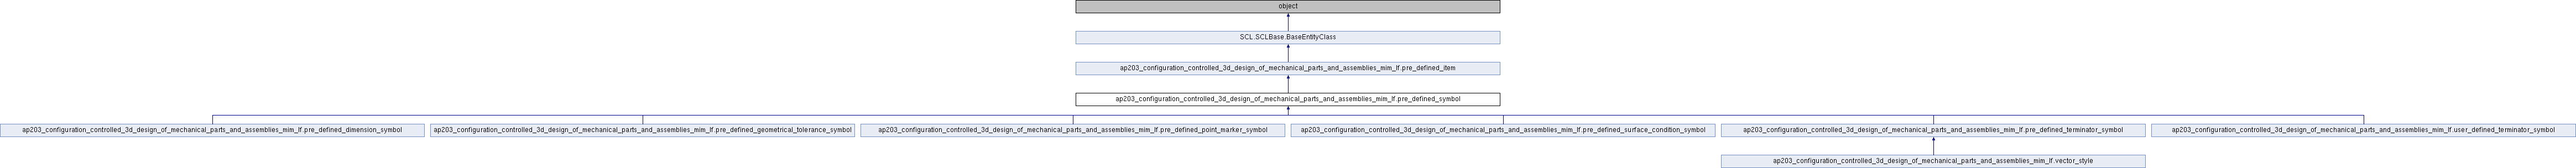 object
SCL.SCLBase.BaseEntityClass
ap203_configuration_controlled_3d_design_of_mechanical_parts_and_assemblies_mim_lf.pre_defined_item
ap203_configuration_controlled_3d_design_of_mechanical_parts_and_assemblies_mim_lf.pre_defined_symbol
ap203_configuration_controlled_3d_design_of_mechanical_parts_and_assemblies_mim_lf.pre_defined_dimension_symbol
ap203_configuration_controlled_3d_design_of_mechanical_parts_and_assemblies_mim_lf.pre_defined_geometrical_tolerance_symbol
ap203_configuration_controlled_3d_design_of_mechanical_parts_and_assemblies_mim_lf.pre_defined_point_marker_symbol
ap203_configuration_controlled_3d_design_of_mechanical_parts_and_assemblies_mim_lf.pre_defined_surface_condition_symbol
ap203_configuration_controlled_3d_design_of_mechanical_parts_and_assemblies_mim_lf.pre_defined_terminator_symbol
ap203_configuration_controlled_3d_design_of_mechanical_parts_and_assemblies_mim_lf.user_defined_terminator_symbol
ap203_configuration_controlled_3d_design_of_mechanical_parts_and_assemblies_mim_lf.vector_style